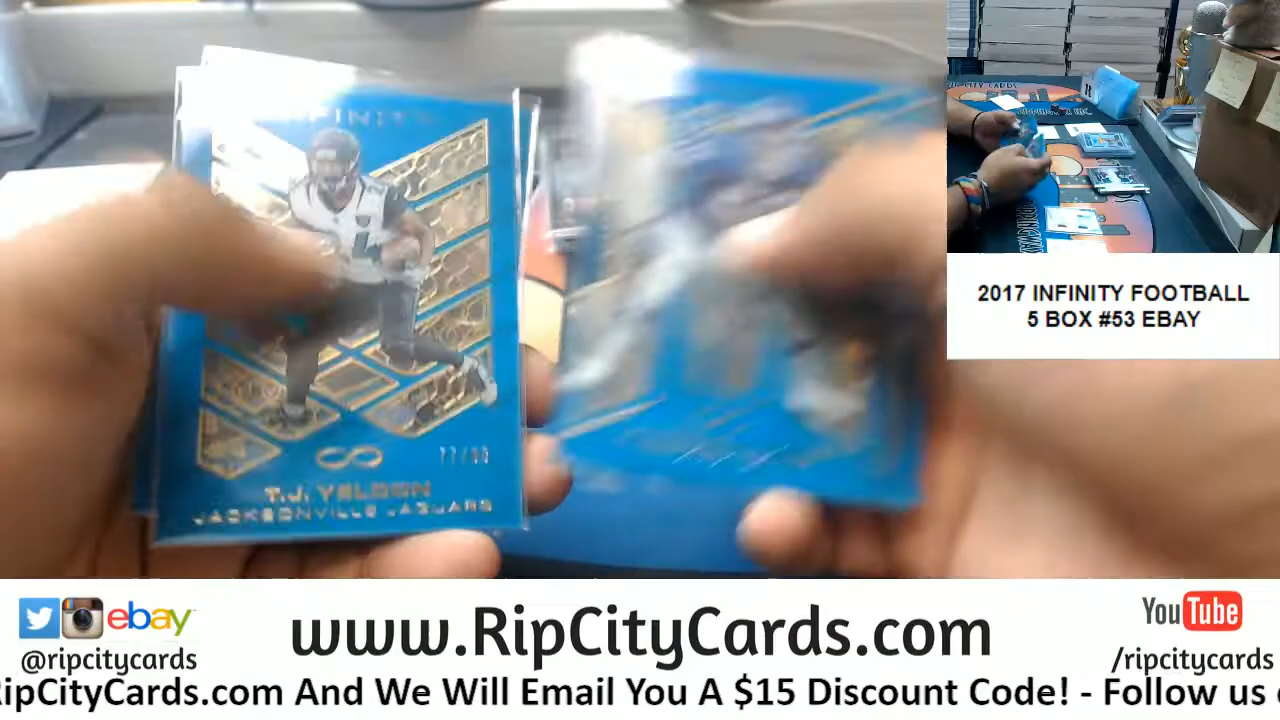 T.J. YELDON
JACKSONVILLE JAGUARS
2017 INFINITY FOOTBALL
5 BOX #53 EBAY
ebay
@ripcitycards
www.RipCityCards.com
YouTube
/ripcitycards
RipCityCards.com And We Will Email You A $15 Discount Code! - Follow us